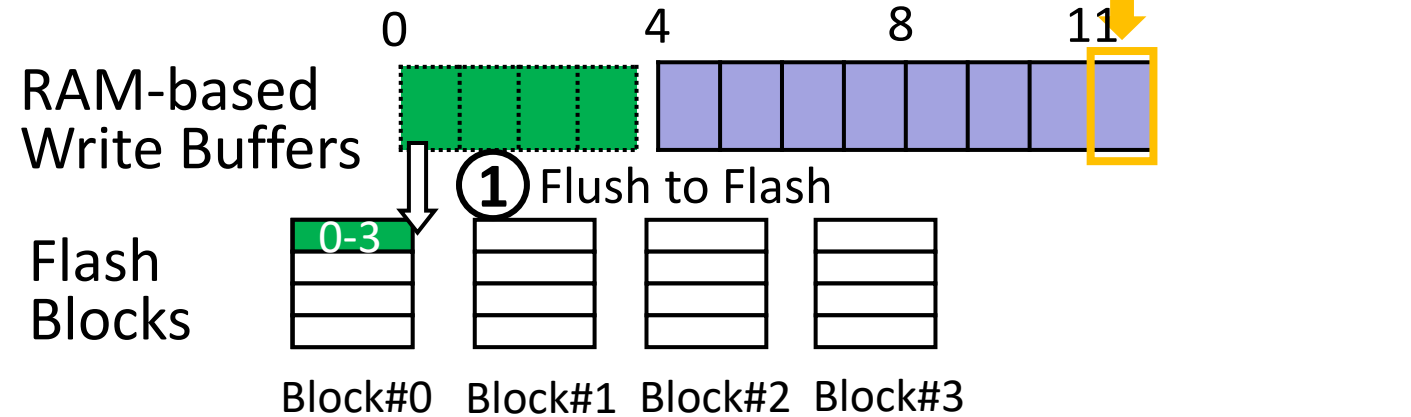 0 4 8 11
RAM-based
Write Buffers
1 Flush to Flash
0-3
Flash
Blocks
Block#0 Block#1 Block#2 Block#3